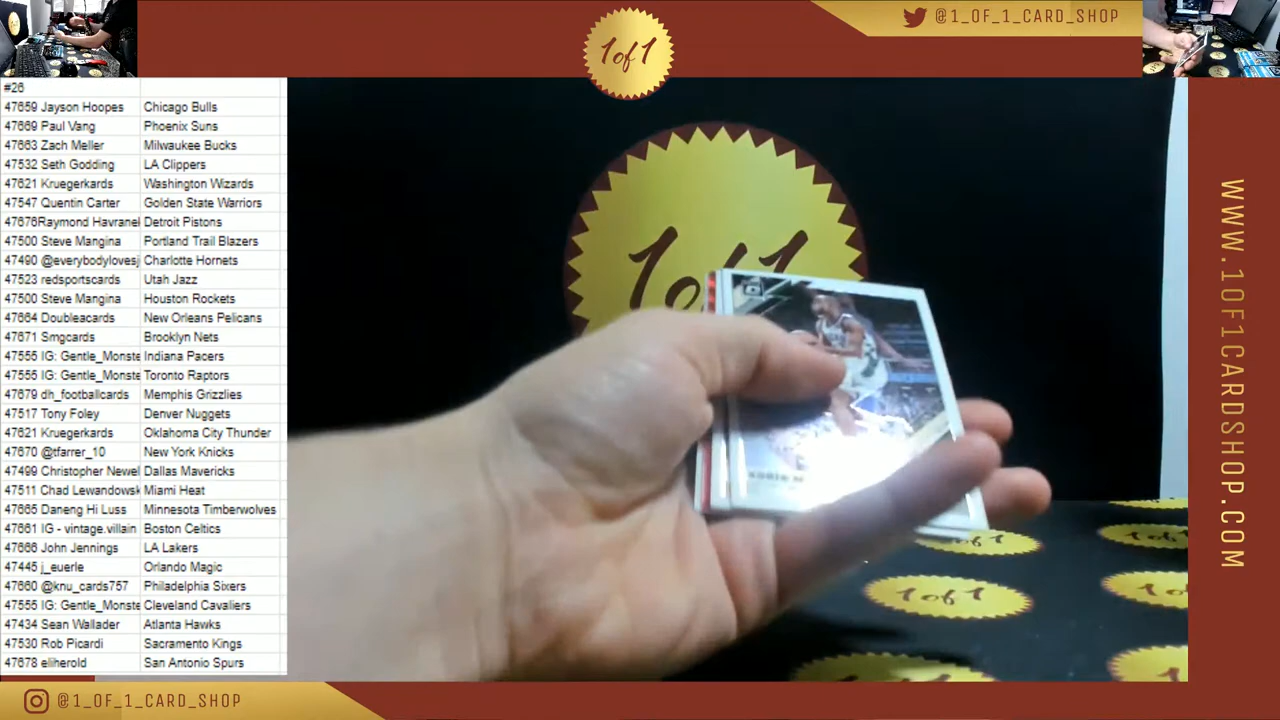 @1_OF_1_CARD_SHOP
1of1
#26
47659 Jayson Hoopes Chicago Bulls
47669 Paul Vang Phoenix Suns
47663 Zach Meller Milwaukee Bucks
47532 Seth Godding LA Clippers
47621 Kruegerkards Washington Wizards
47547 Quentin Carter Golden State Warriors
47676Raymond Havranel Detroit Pistons
47500 Steve Mangina Portland Trail Blazers
47490 @everybodylovesj Charlotte Hornets
47523 redsportscards Utah Jazz
47500 Steve Mangina Houston Rockets
47664 Doubleacards New Orleans Pelicans
47671 Smgcards Brooklyn Nets
47555 IG: Gentle_Monste Indiana Pacers
47555 IG: Gentle_Monste Toronto Raptors
47679 dh_footballcards Memphis Grizzlies
47517 Tony Foley Denver Nuggets
47621 Kruegerkards Oklahoma City Thunder
47670 @tfarrer_10 New York Knicks
47499 Christopher Newel Dallas Mavericks
47511 Chad Lewandowsk Miami Heat
47665 Daneng Hi Luss Minnesota Timberwolves
47661 IG - vintage.villain Boston Celtics
47666 John Jennings LA Lakers
47445 j_euerle Orlando Magic
47660 @knu_cards757 Philadelphia Sixers
47555 IG: Gentle_Monste Cleveland Cavaliers
47434 Sean Wallader Atlanta Hawks
47530 Rob Picardi Sacramento Kings
47678 eliherold San Antonio Spurs
1of1
1of1
1of1
WWW.1OF1CARDSHOP.COM
@1_OF_1_CARD_SHOP